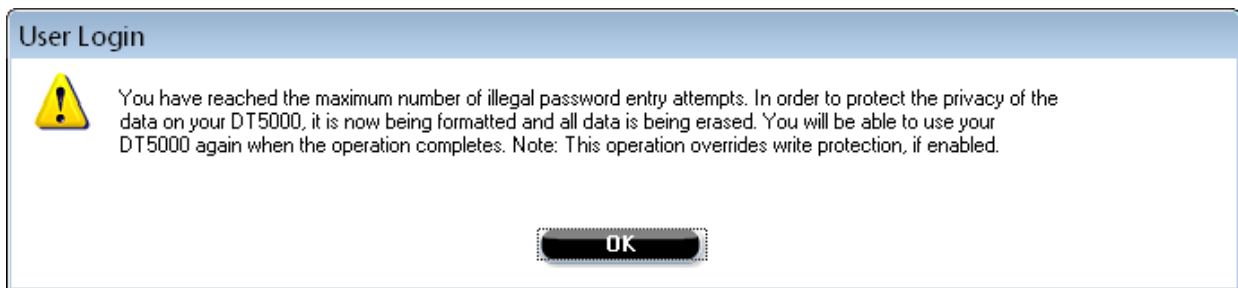 User Login
You have reached the maximum number of illegal password entry attempts. In order to protect the privacy of the
data on your DT5000, it is now being formatted and all data is being erased. You will be able to use your
DT5000 again when the operation completes. Note: This operation overrides write protection, if enabled.
OK